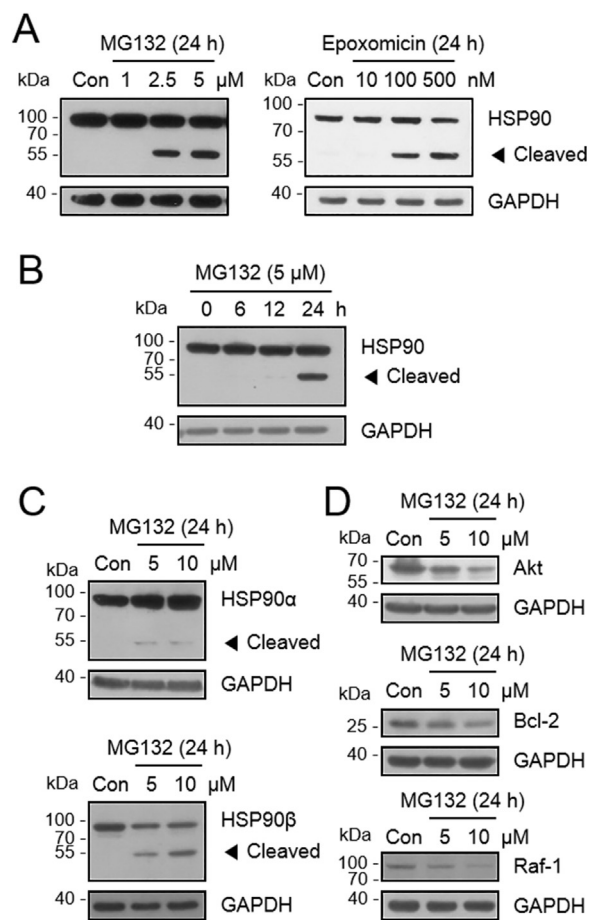 A
MG132 (24 h)
kDa Con 1 2.5 5 μM
100 -
70 -
55 -
40 -
Epoxomicin (24 h)
kDa Con 10 100 500 nM
100 -
70 -
55 -
40 -
HSP90
◄ Cleaved
GAPDH
B
MG132 (5 μM)
kDa 0 6 12 24 h
100 -
70 -
55 -
40 -
HSP90
◄ Cleaved
GAPDH
C
MG132 (24 h)
kDa Con 5 10 μM
100 -
70 -
55 -
40 -
HSP90α
◄ Cleaved
GAPDH
MG132 (24 h)
kDa Con 5 10 μM
100 -
70 -
55 -
40 -
HSP90β
◄ Cleaved
GAPDH
D
MG132 (24 h)
kDa Con 5 10 μM
70 -
55 -
40 -
Akt
GAPDH
MG132 (24 h)
kDa Con 5 10 μM
25 -
40 -
Bcl-2
GAPDH
MG132 (24 h)
kDa Con 5 10 μM
100 -
70 -
40 -
Raf-1
GAPDH